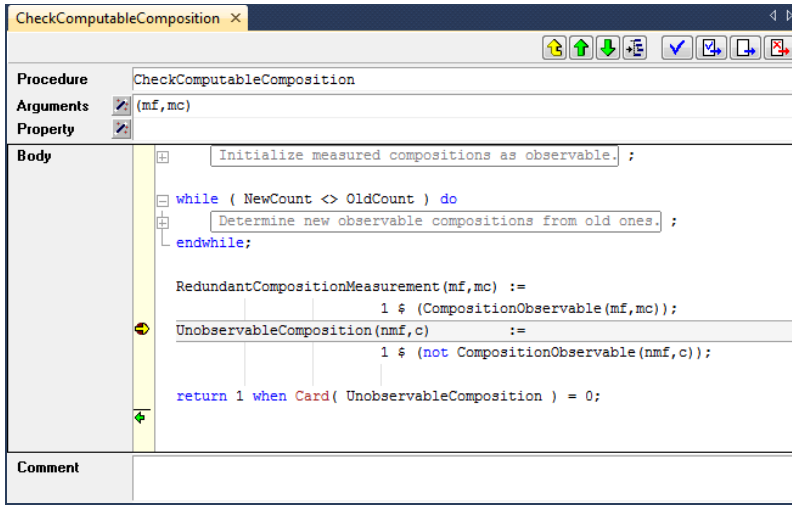 CheckComputableComposition
Procedure CheckComputableComposition
Arguments (mf,mc)
Property
Body Initialize measured compositions as observable. ;
while ( NewCount <> OldCount ) do
Determine new observable compositions from old ones. ;
endwhile;
RedundantCompositionMeasurement(mf,mc) :=
1 $ (CompositionObservable(mf,mc));
UnobservableComposition(nmf,c) :=
1 $ (not CompositionObservable(nmf,c));
return 1 when Card( UnobservableComposition ) = 0;
Comment